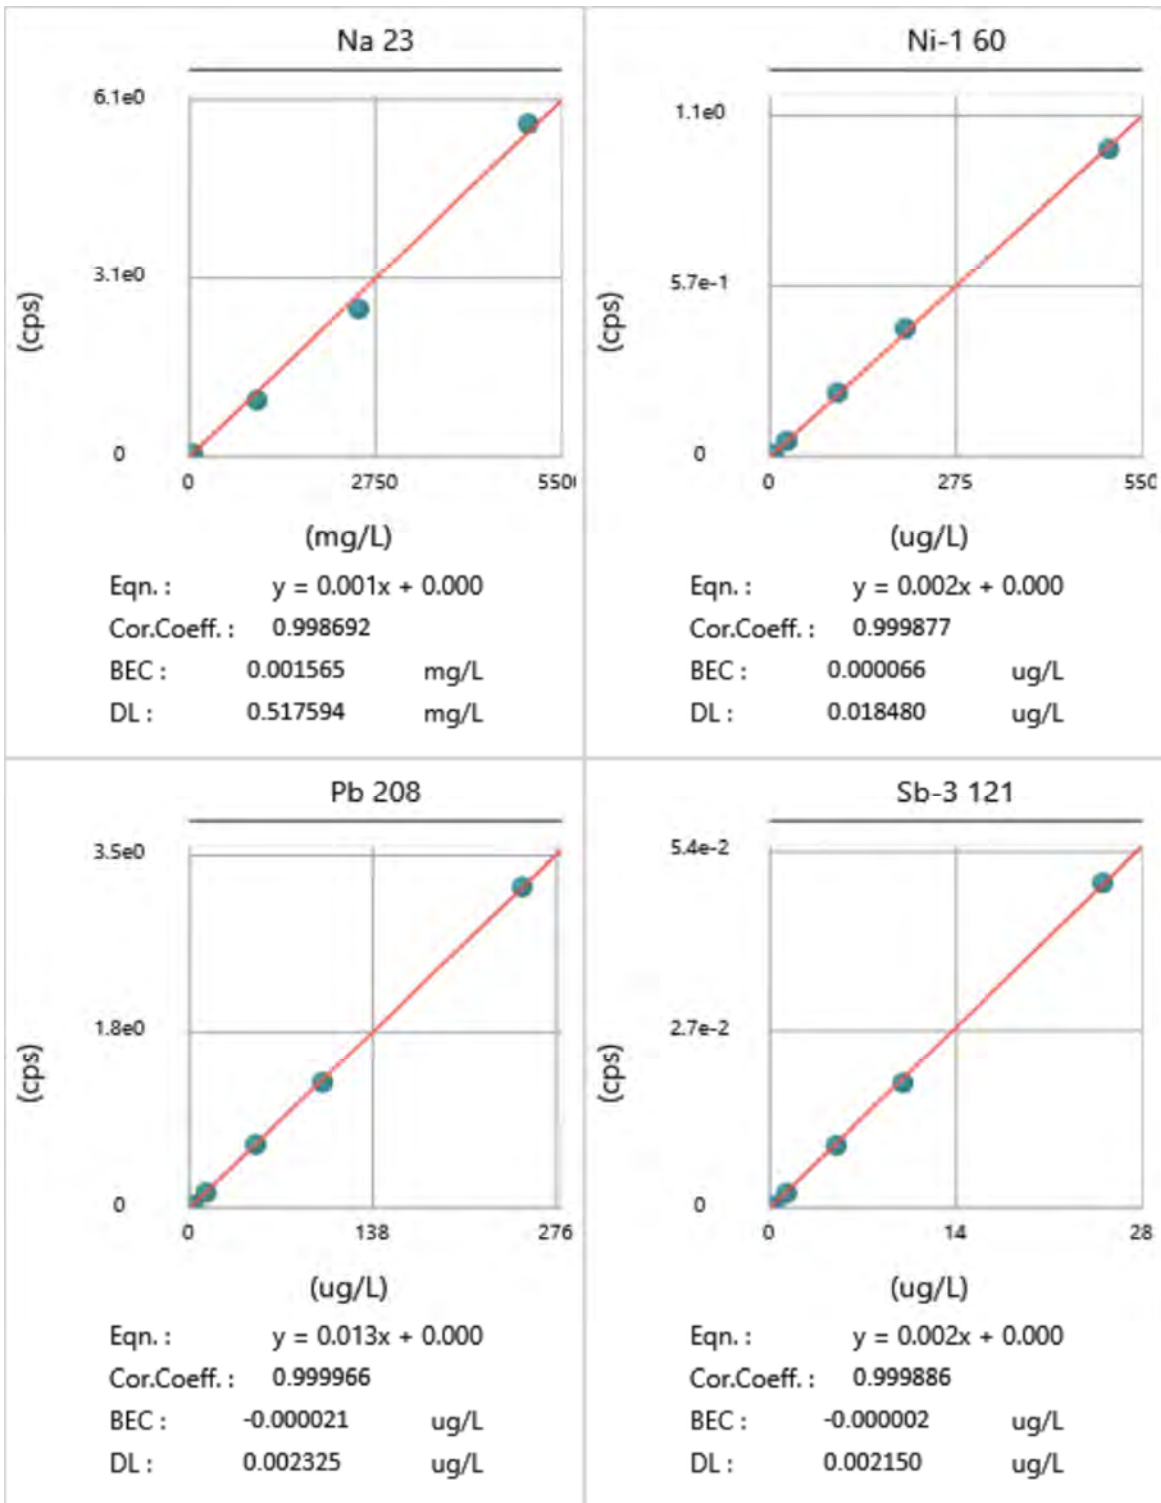 Na 23
6.1e0
3.1e0
0
(cps)
0 2750 550
(mg/L)
Eqn. : y = 0.001x + 0.000
Cor.Coeff. : 0.998692
BEC : 0.001565 mg/L
DL : 0.517594 mg/L
Ni-1 60
1.1e0
5.7e-1
0
(cps)
0 275 550
(ug/L)
Eqn. : y = 0.002x + 0.000
Cor.Coeff. : 0.999877
BEC : 0.000066 ug/L
DL : 0.018480 ug/L
Pb 208
3.5e0
1.8e0
0
(cps)
0 138 276
(ug/L)
Eqn. : y = 0.013x + 0.000
Cor.Coeff. : 0.999966
BEC : -0.000021 ug/L
DL : 0.002325 ug/L
Sb-3 121
5.4e-2
2.7e-2
0
(cps)
0 14 28
(ug/L)
Eqn. : y = 0.002x + 0.000
Cor.Coeff. : 0.999886
BEC : -0.000002 ug/L
DL : 0.002150 ug/L